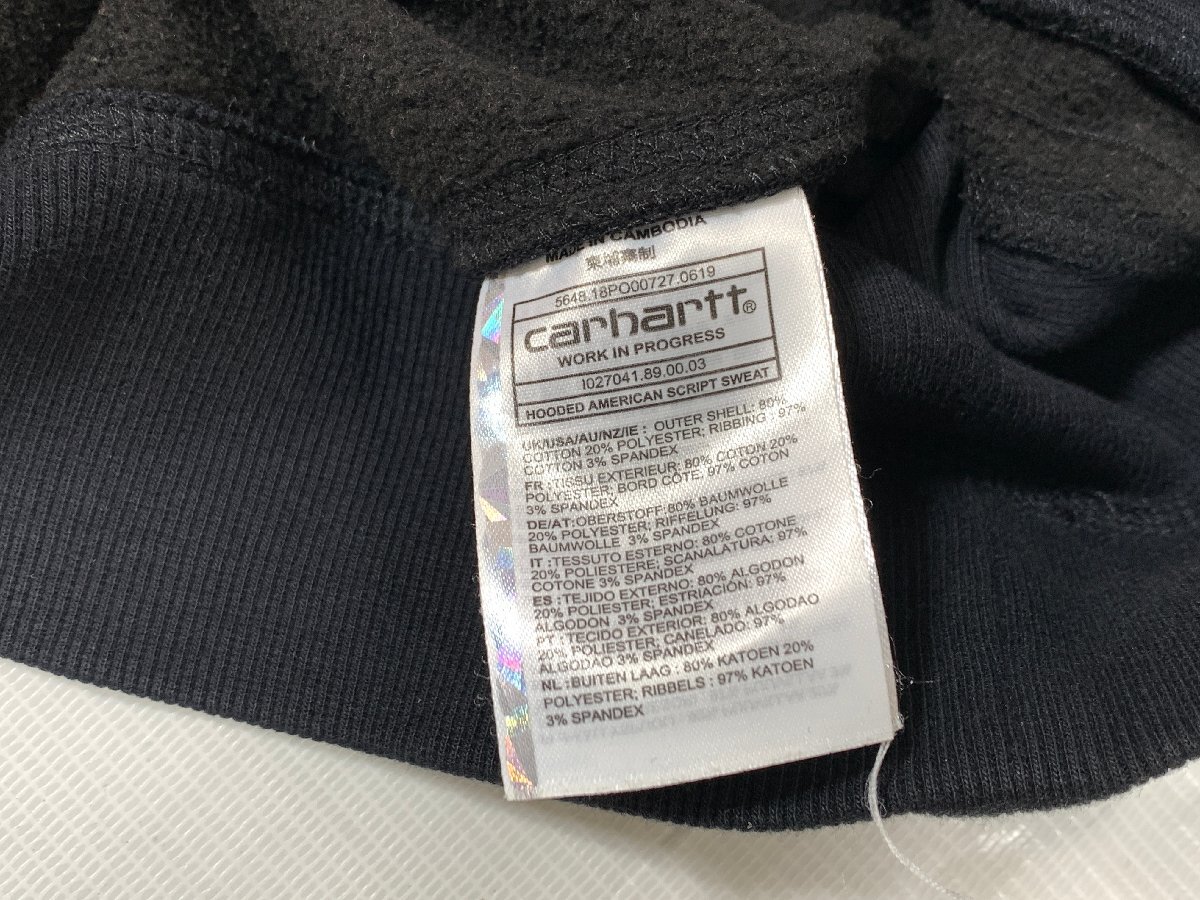 MADE IN CAMBODIA
柬埔寨制
5648.18PO00727.0619
carhartt®
WORK IN PROGRESS
I027041.89.00.03
HOODED AMERICAN SCRIPT SWEAT
UK/USA/AU/NZ/IE : OUTER SHELL: 80%
COTTON 20% POLYESTER; RIBBING : 97%
COTTON 3% SPANDEX
FR :TISSU EXTERIEUR: 80% COTON 20%
POLYESTER; BORD COTE: 97% COTON
3% SPANDEX
DE/AT:OBERSTOFF:80% BAUMWOLLE
20% POLYESTER; RIFFELUNG: 97%
BAUMWOLLE 3% SPANDEX
IT :TESSUTO ESTERNO: 80% COTONE
20% POLIESTERE; SCANALATURA: 97%
COTONE 3% SPANDEX
ES :TEJIDO EXTERNO: 80% ALGODON
20% POLIESTER; ESTRIACIÓN: 97%
ALGODON 3% SPANDEX
PT :TECIDO EXTERIOR: 80% ALGODAO
20% POLIESTER; CANELADO: 97%
ALGODAO 3% SPANDEX
NL :BUITEN LAAG : 80% KATOEN 20%
POLYESTER; RIBBELS : 97% KATOEN
3% SPANDEX